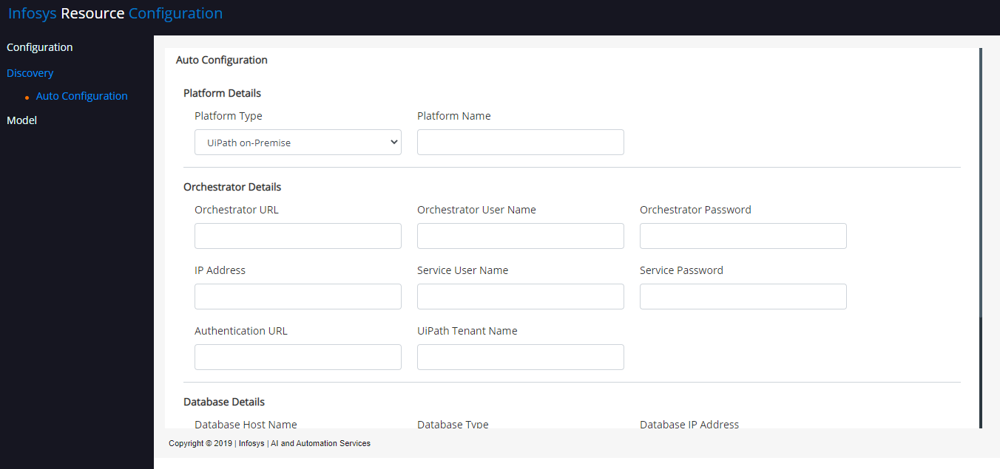 Infosys Resource Configuration
Configuration
Discovery
Auto Configuration
Model
Auto Configuration
Platform Details
Platform Type Platform Name
UiPath on-Premise
Orchestrator Details
Orchestrator URL Orchestrator User Name Orchestrator Password
IP Address Service User Name Service Password
Authentication URL UiPath Tenant Name
Database Details
Database Host Name Database Type Database IP Address
Copyright © 2019 | Infosys | AI and Automation Services